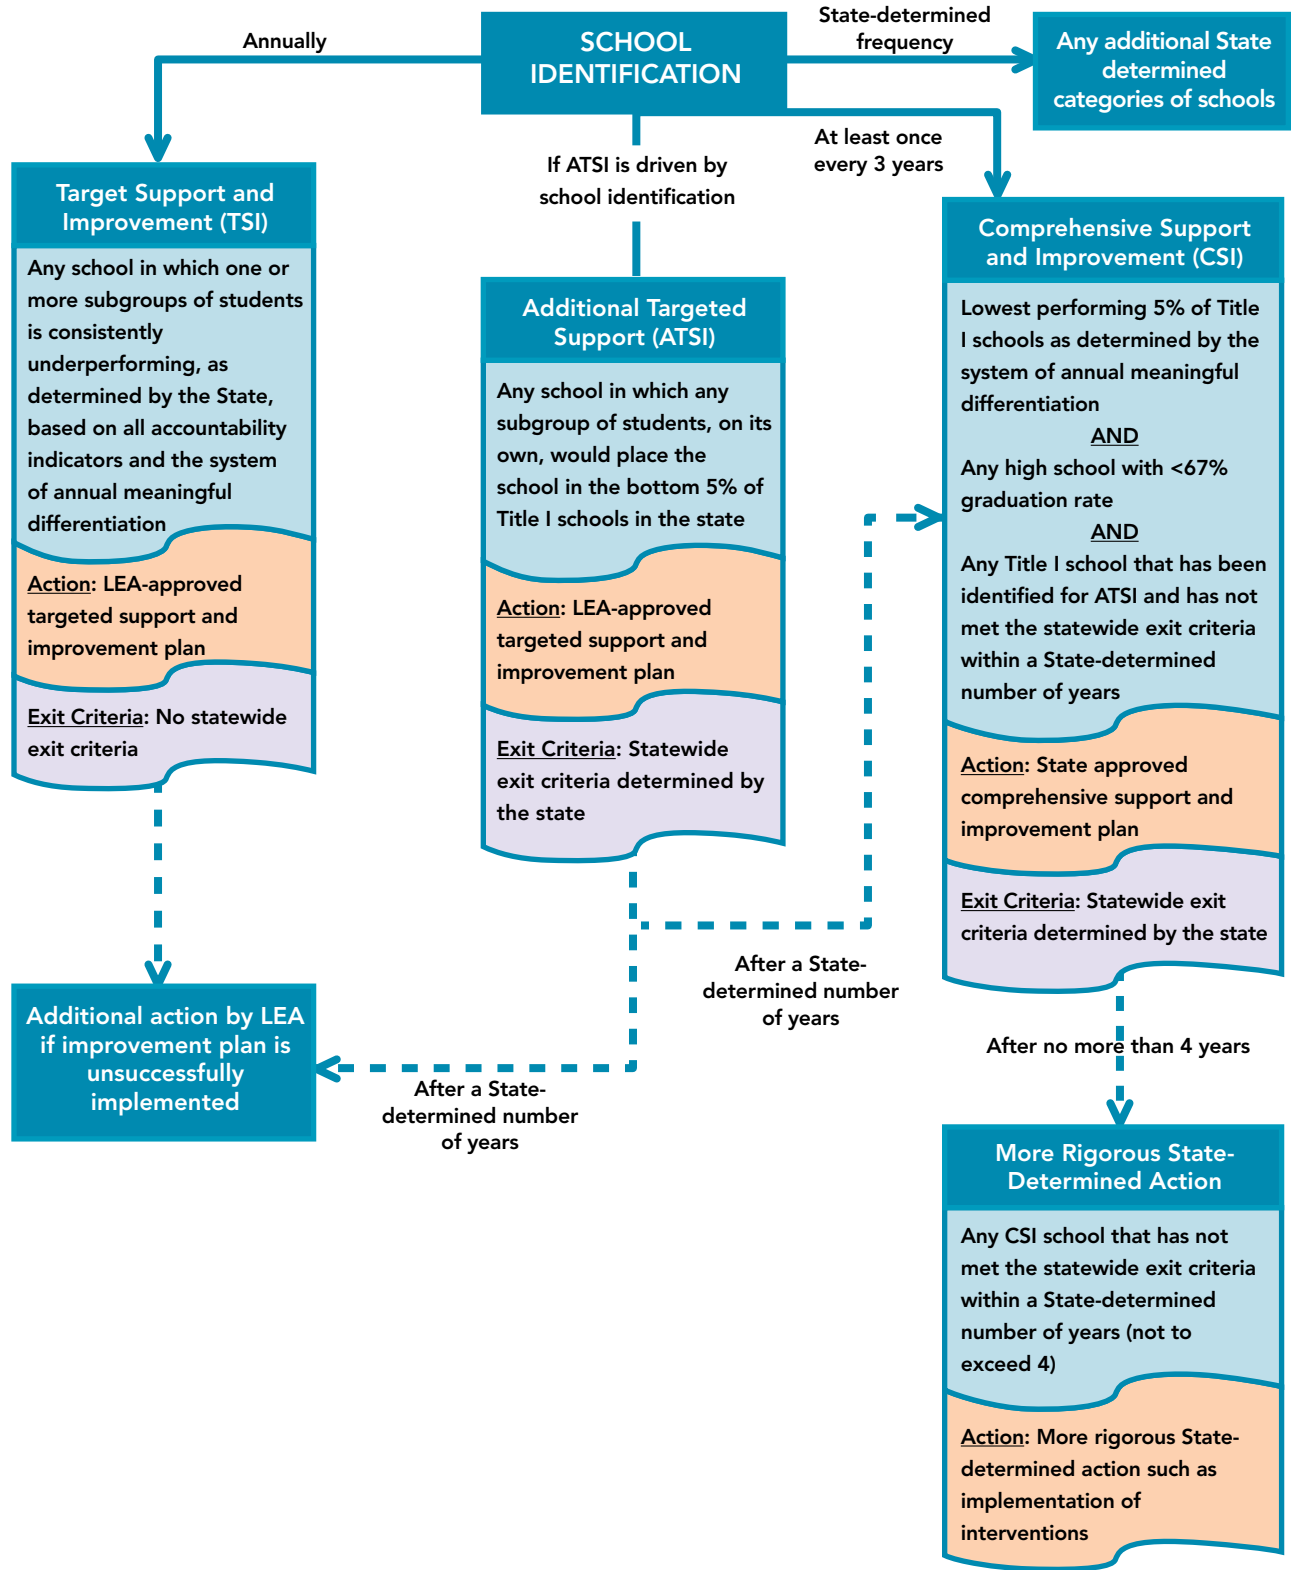 Annually
SCHOOL
IDENTIFICATION
State-determined
frequency
Any additional State
determined
categories of schools
If ATSI is driven by
school identification
At least once
every 3 years
Target Support and
Improvement (TSI)
Any school in which one or
more subgroups of students
is consistently
underperforming, as
determined by the State,
based on all accountability
indicators and the system
of annual meaningful
differentiation
Action: LEA-approved
targeted support and
improvement plan
Exit Criteria: No statewide
exit criteria
Additional Targeted
Support (ATSI)
Any school in which any
subgroup of students, on its
own, would place the
school in the bottom 5% of
Title I schools in the state
Action: LEA-approved
targeted support and
improvement plan
Exit Criteria: Statewide
exit criteria determined by
the state
Comprehensive Support
and Improvement (CSI)
Lowest performing 5% of Title
I schools as determined by the
system of annual meaningful
differentiation
AND
Any high school with <67%
graduation rate
AND
Any Title I school that has been
identified for ATSI and has not
met the statewide exit criteria
within a State-determined
number of years
Action: State approved
comprehensive support and
improvement plan
Exit Criteria: Statewide exit
criteria determined by the state
After a State-
determined number
of years
Additional action by LEA
if improvement plan is
unsuccessfully
implemented
After a State-
determined number
of years
After no more than 4 years
More Rigorous State-
Determined Action
Any CSI school that has not
met the statewide exit criteria
within a State-determined
number of years (not to
exceed 4)
Action: More rigorous State-
determined action such as
implementation of
interventions